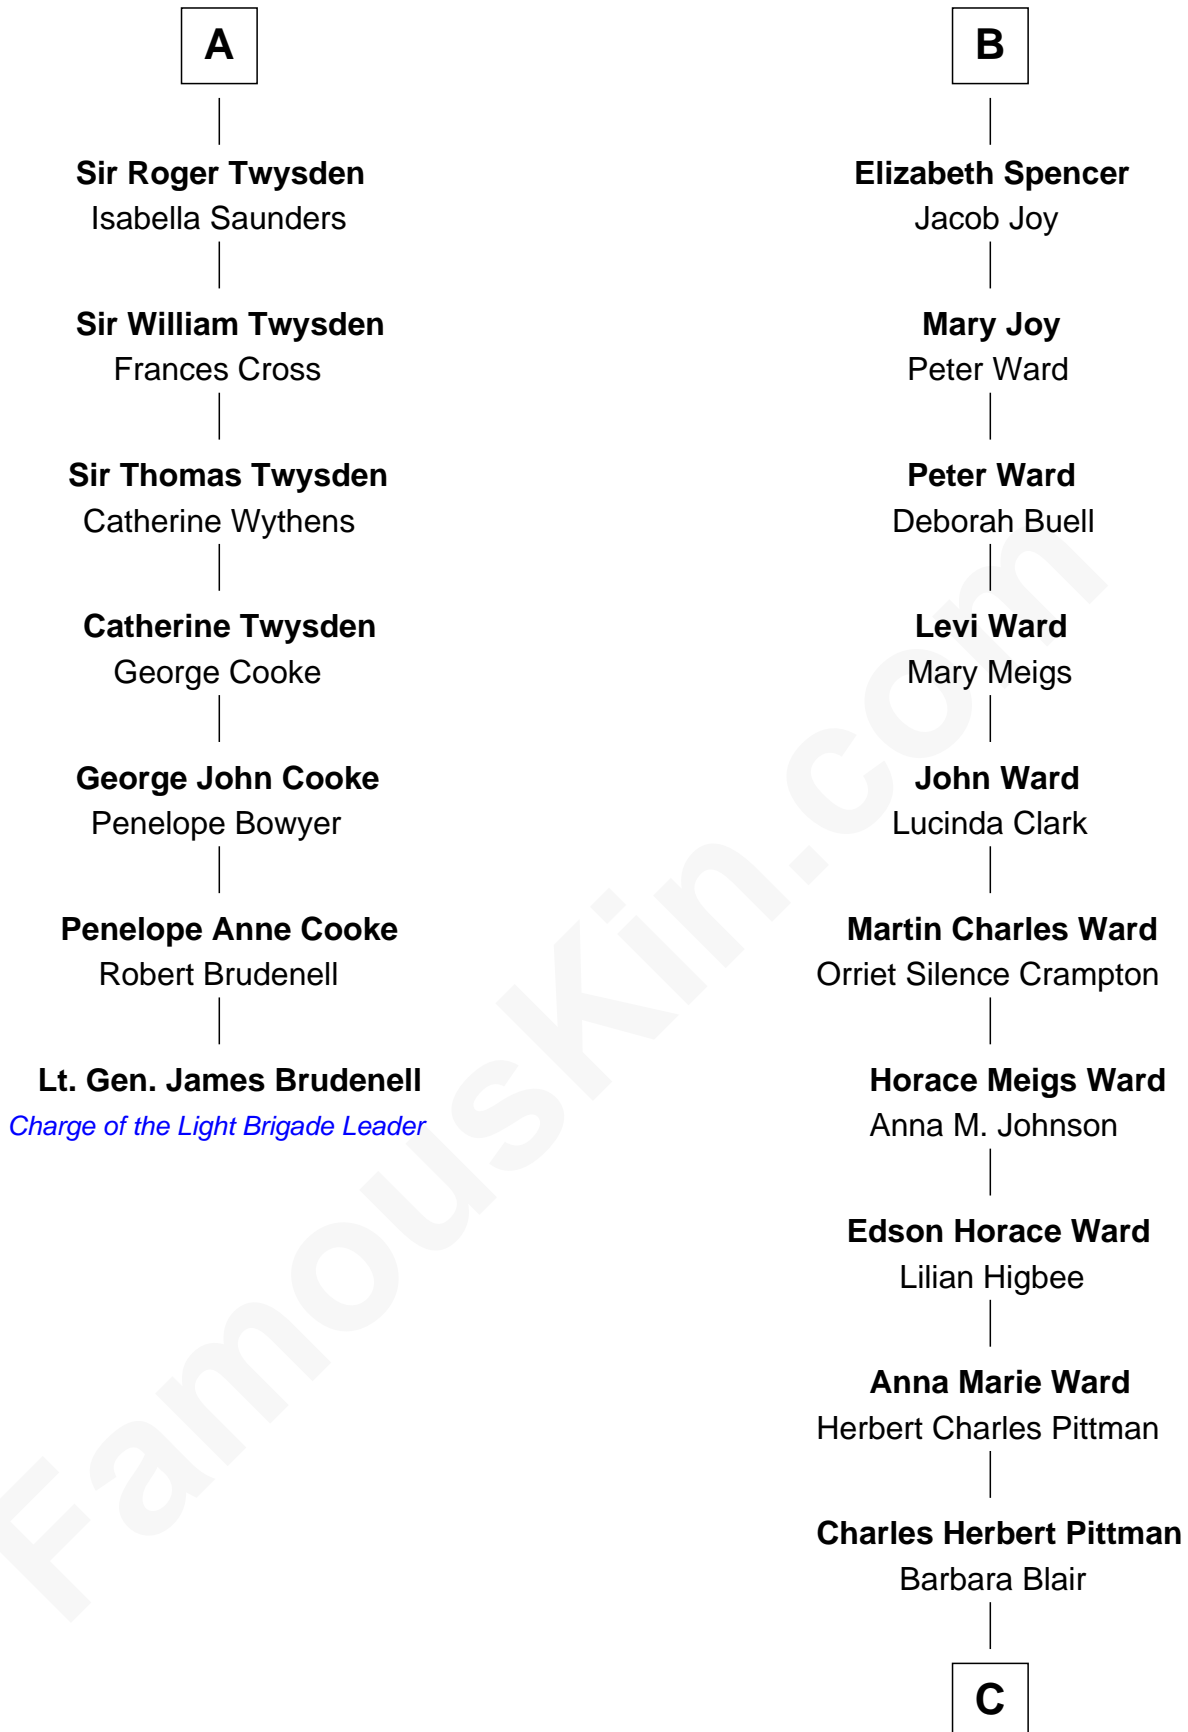 A
Sir Roger Twysden
Isabella Saunders
Sir William Twysden
Frances Cross
Sir Thomas Twysden
Catherine Wythens
Catherine Twysden
George Cooke
George John Cooke
Penelope Bowyer
Penelope Anne Cooke
Robert Brudenell
Lt. Gen. James Brudenell
Charge of the Light Brigade Leader
B
Elizabeth Spencer
Jacob Joy
Mary Joy
Peter Ward
Peter Ward
Deborah Buell
Levi Ward
Mary Meigs
John Ward
Lucinda Clark
Martin Charles Ward
Orriet Silence Crampton
Horace Meigs Ward
Anna M. Johnson
Edson Horace Ward
Lilian Higbee
Anna Marie Ward
Herbert Charles Pittman
Charles Herbert Pittman
Barbara Blair
C
FamousKin.com